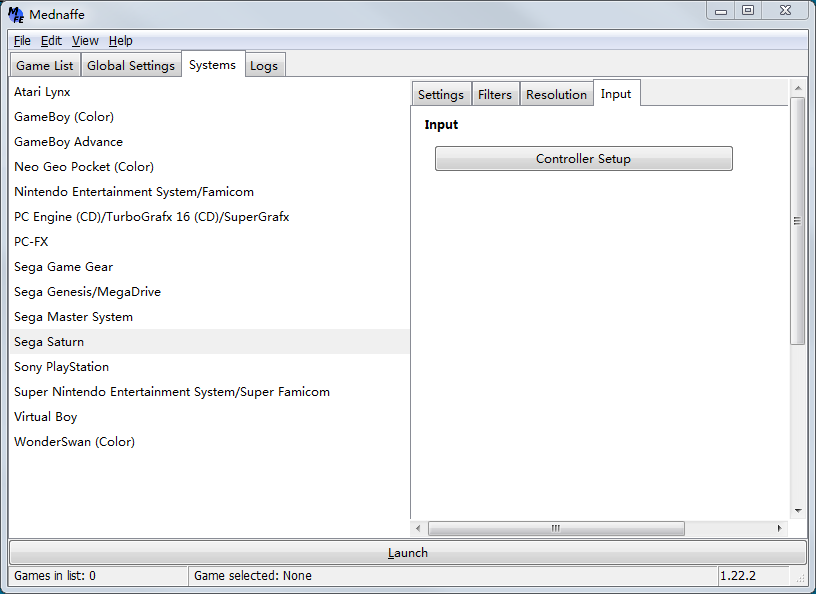 Mednaffe
File Edit View Help
Game List Global Settings Systems Logs
Atari Lynx
GameBoy (Color)
GameBoy Advance
Neo Geo Pocket (Color)
Nintendo Entertainment System/Famicom
PC Engine (CD)/TurboGrafx 16 (CD)/SuperGrafx
PC-FX
Sega Game Gear
Sega Genesis/MegaDrive
Sega Master System
Sega Saturn
Sony PlayStation
Super Nintendo Entertainment System/Super Famicom
Virtual Boy
WonderSwan (Color)
Settings Filters Resolution Input
Input
Controller Setup
Launch
Games in list: 0 Game selected: None 1.22.2